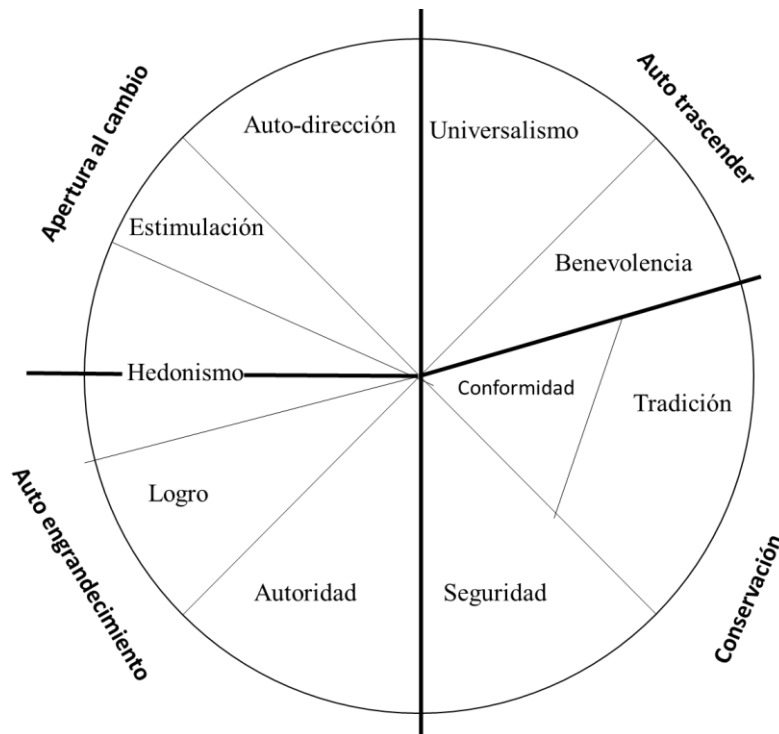 Apertura al cambio
Auto trascender
Auto-dirección
Universalismo
Estimulación
Benevolencia
Hedonismo
Conformidad
Tradición
Logro
Auto engrandecimiento
Autoridad
Seguridad
Conservación